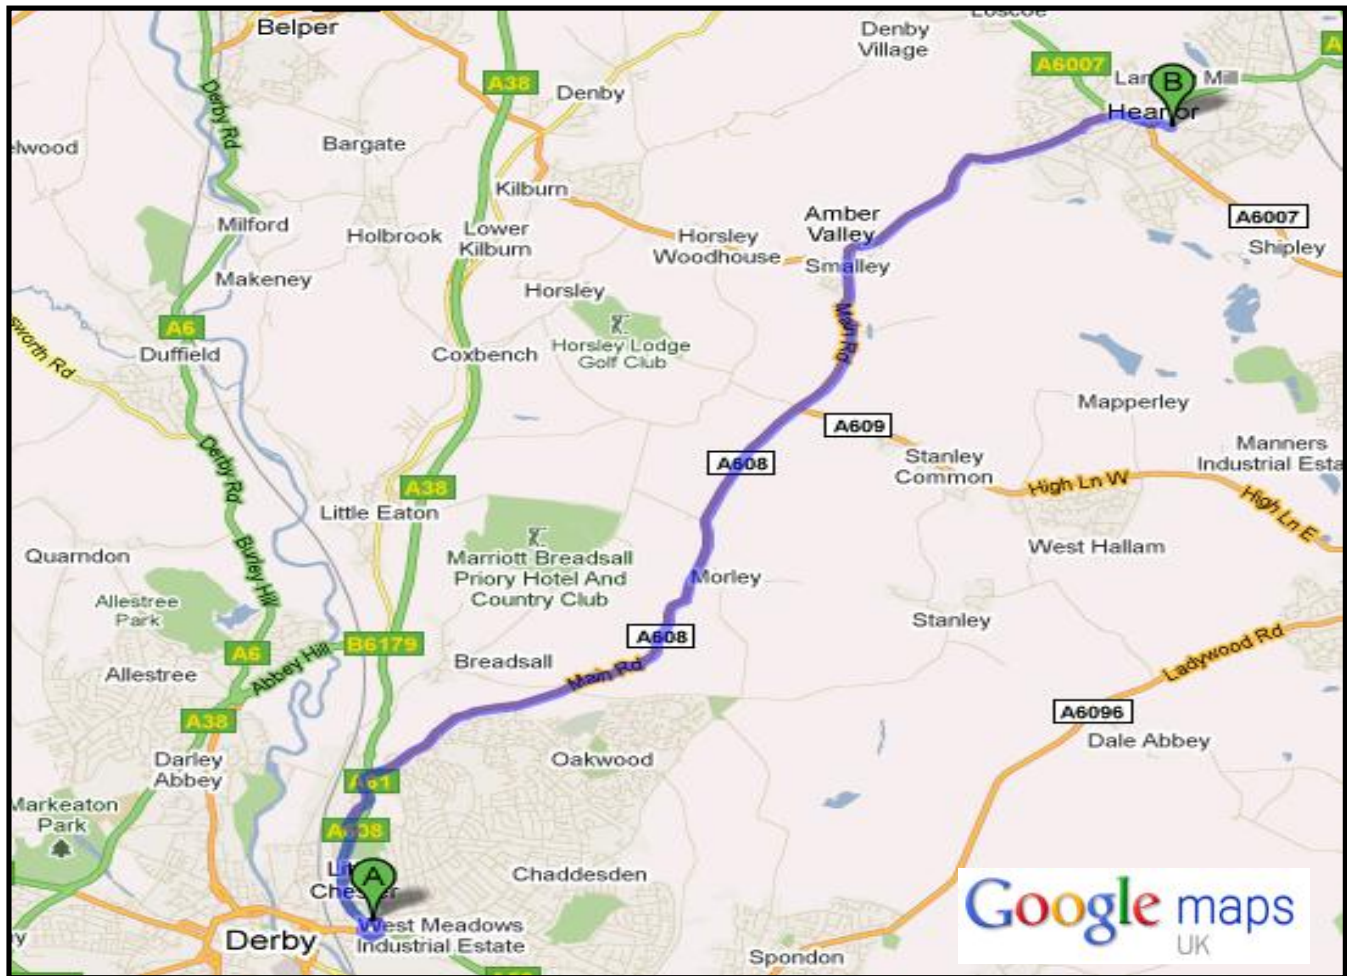 Belper
Denby
Village
A6007
A38
Denby
Mill
Derby Rd
Bargate
Kilburn
A6007
Milford
Holbrook
Lower
Kilburn
Amber
Valley
Horsley
Woodhouse
Smalley
Shipley
Makeney
Horsley
A6
Duffield
Coxbench
Horsley Lodge
Golf Club
Main Rd
Mapperley
A609
Derby Rd
A608
Stanley
Common
Manners
Industrial Esta
A38
Little Eaton
High Ln W
High Ln E
Quarndon
Burley Hill
Marriott Breadsall
Priory Hotel And
Country Club
West Hallam
Morley
Allestree
Park
Stanley
A608
B6179
A6
Abbey Hill
Breadsall
Allestree
Main Rd
Ladywood Rd
A38
A6096
Dale Abbey
Darley
Abbey
Oakwood
A61
Markeaton
Park
A608
Chaddesden
A
B
West Meadows
Industrial Estate
Derby
Spondon
Google maps
UK